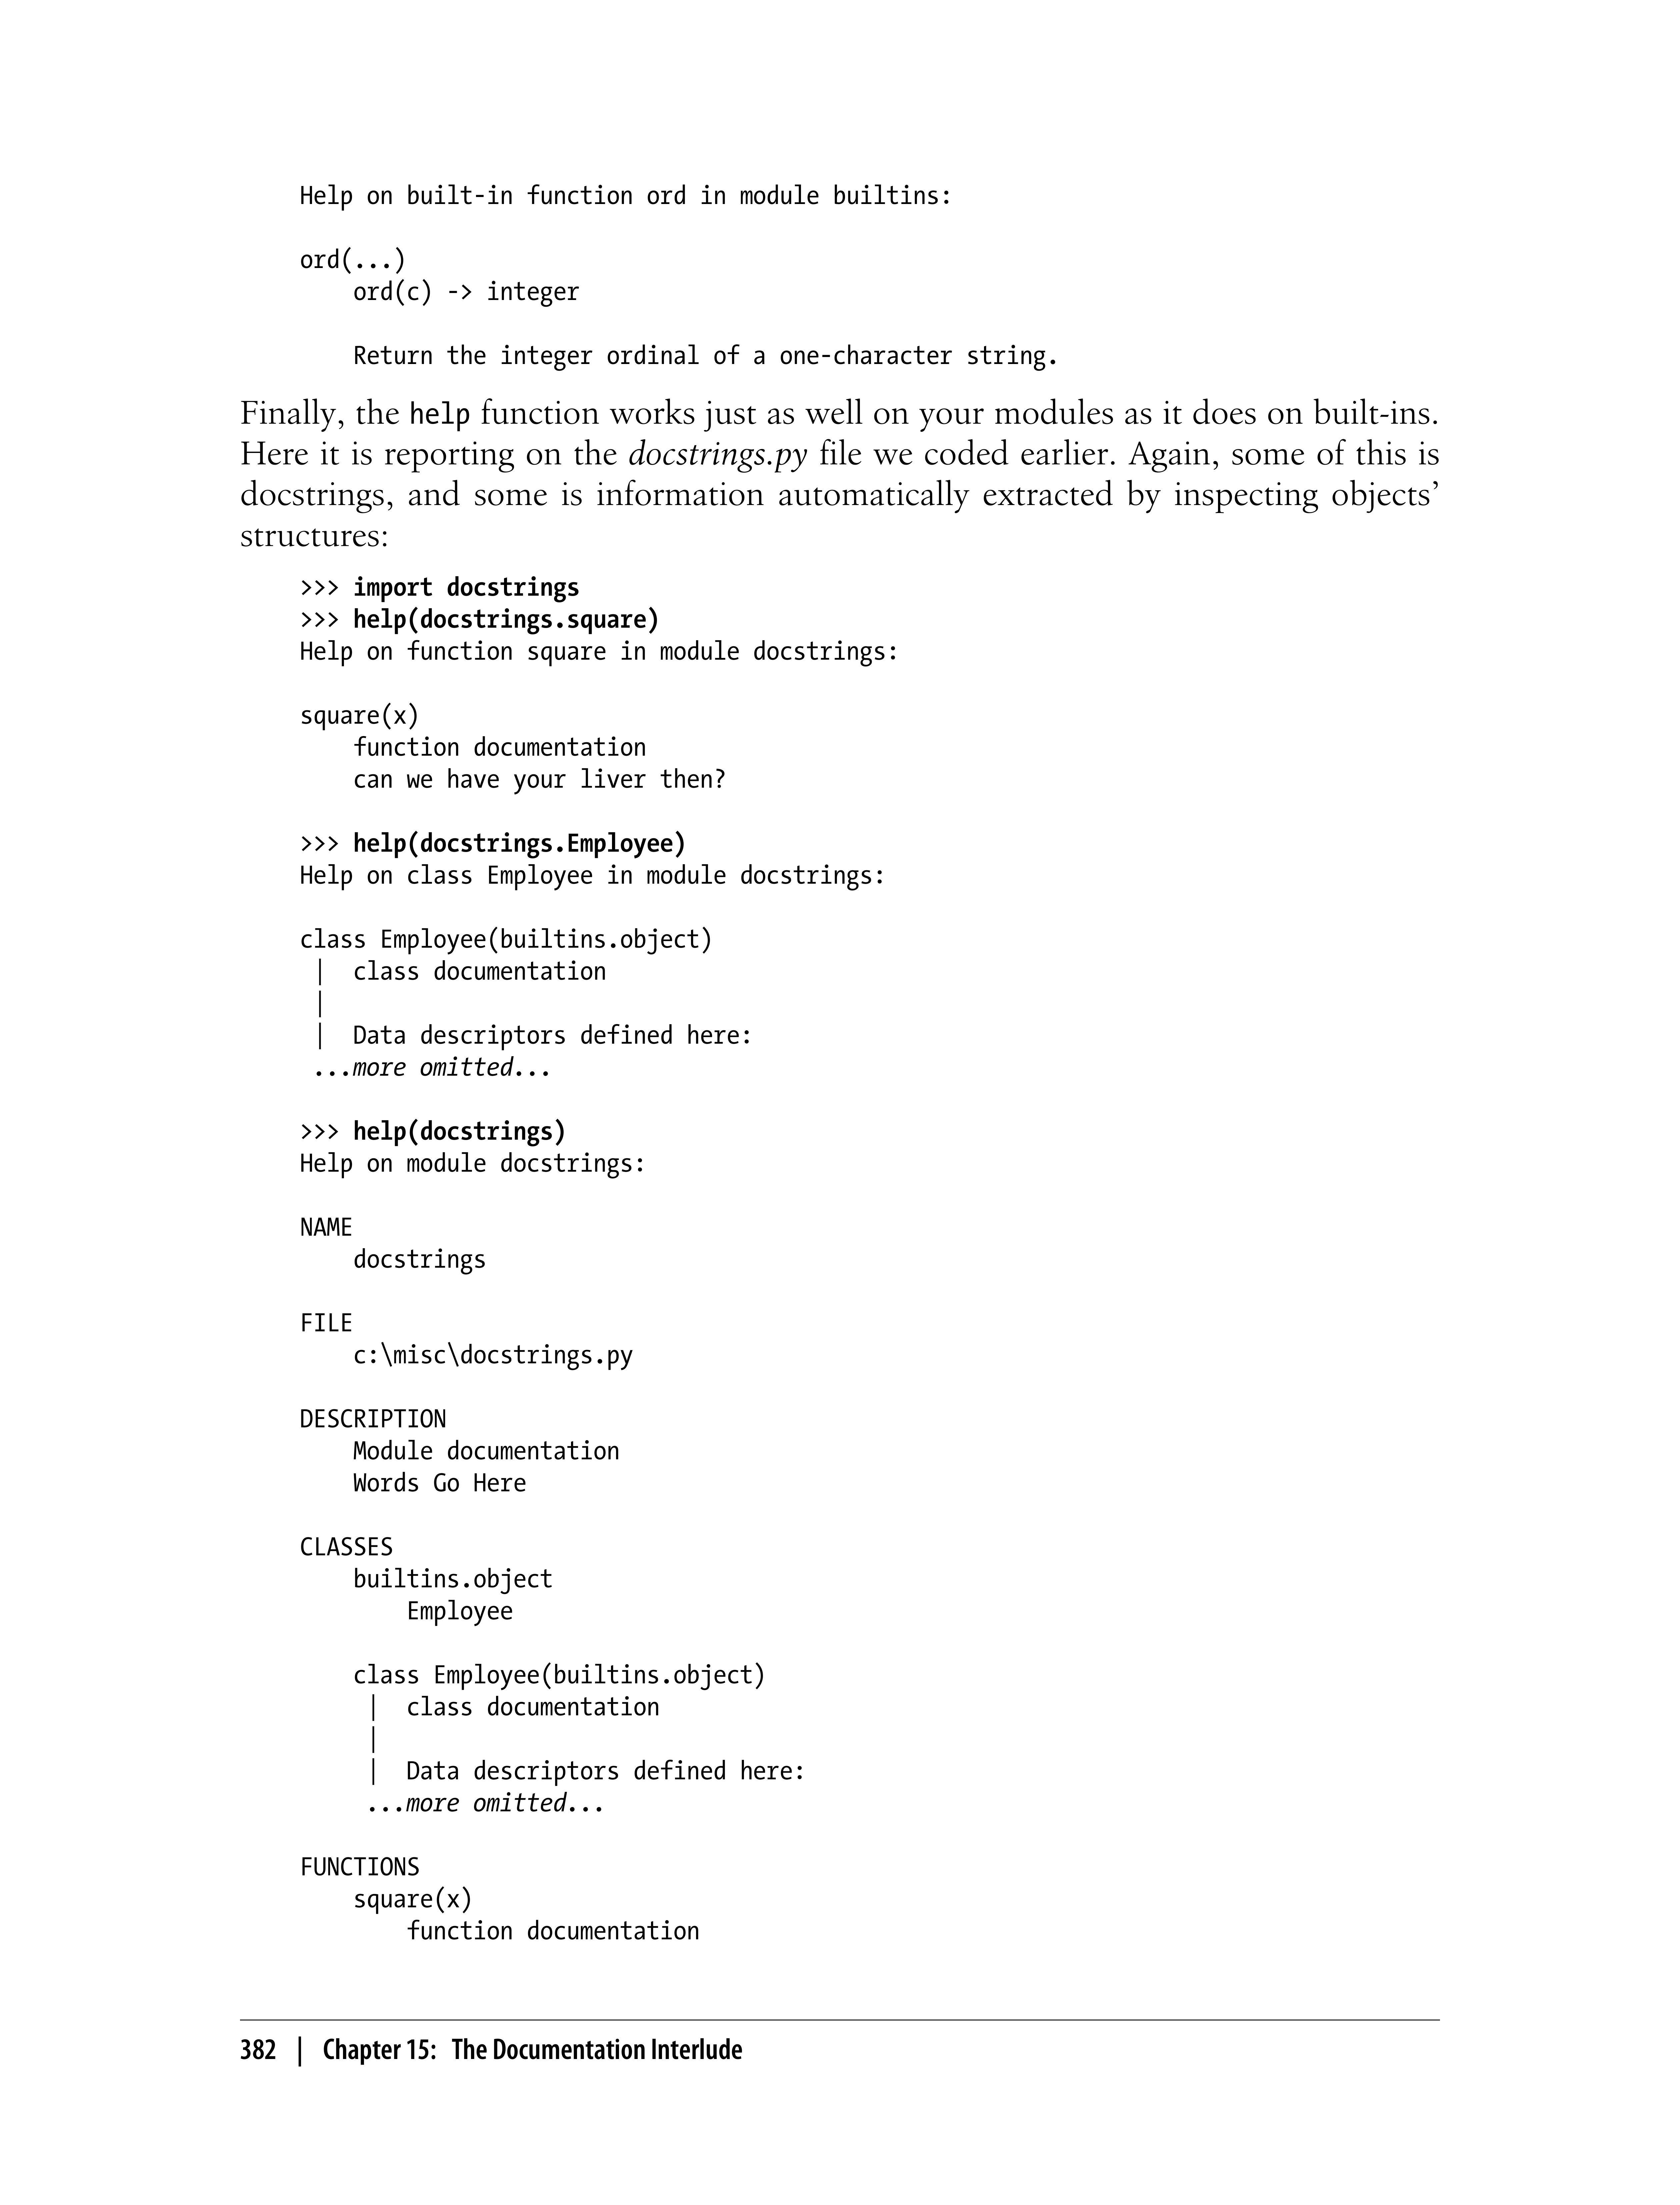 Help on built-in function ord in module builtins:

ord(...)
    ord(c) -> integer

    Return the integer ordinal of a one-character string.

Finally, the help function works just as well on your modules as it does on built-ins.
Here it is reporting on the docstrings.py file we coded earlier. Again, some of this is
docstrings, and some is information automatically extracted by inspecting objects’
structures:

>>> import docstrings
>>> help(docstrings.square)
Help on function square in module docstrings:

square(x)
    function documentation
    can we have your liver then?

>>> help(docstrings.Employee)
Help on class Employee in module docstrings:

class Employee(builtins.object)
 |  class documentation
 |
 |  Data descriptors defined here:
 ...more omitted...

>>> help(docstrings)
Help on module docstrings:

NAME
    docstrings

FILE
    c:\misc\docstrings.py

DESCRIPTION
    Module documentation
    Words Go Here

CLASSES
    builtins.object
        Employee

    class Employee(builtins.object)
     |  class documentation
     |
     |  Data descriptors defined here:
     ...more omitted...

FUNCTIONS
    square(x)
        function documentation

382 | Chapter 15: The Documentation Interlude